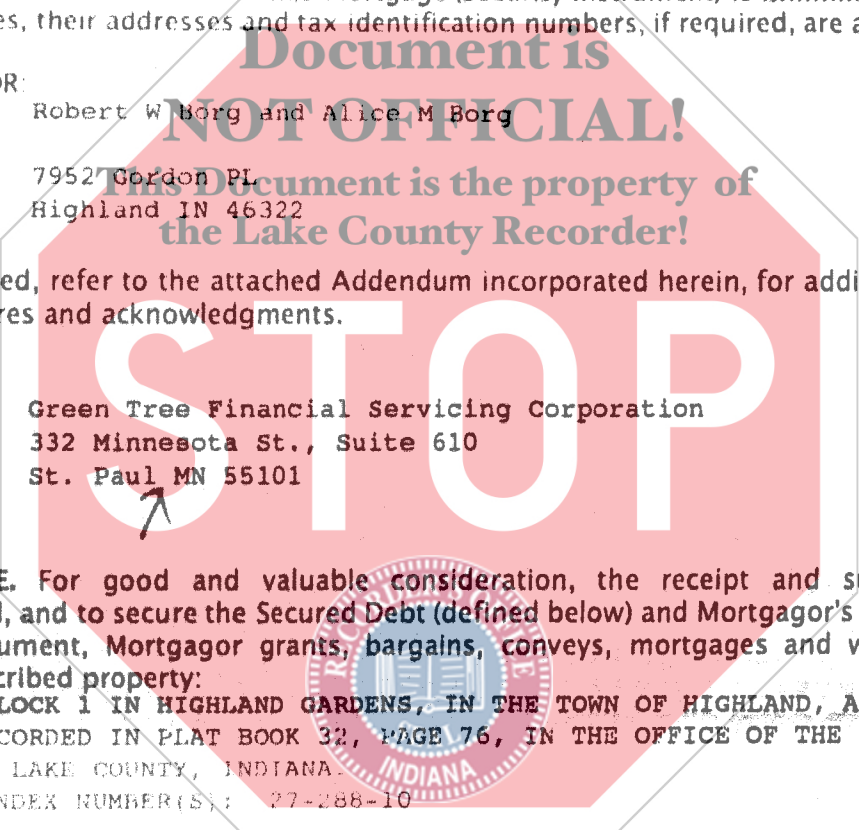 es, their addresses and tax identification numbers, if required, are a
Document is
OR:
Robert W Borg and Alice M Borg
NOT OFFICIAL!
7952 Gordon PL
This Document is the property of
Highland IN 46322
the Lake County Recorder!
ed, refer to the attached Addendum incorporated herein, for addi
res and acknowledgments.
STOP
Green Tree Financial Servicing Corporation
332 Minnesota St., Suite 610
St. Paul MN 55101
E. For good and valuable consideration, the receipt and su
, and to secure the Secured Debt (defined below) and Mortgagor's
ument, Mortgagor grants, bargains, conveys, mortgages and w
cribed property:
LOCK 1 IN HIGHLAND GARDENS, IN THE TOWN OF HIGHLAND, A
CORDED IN PLAT BOOK 32, PAGE 76, IN THE OFFICE OF THE
LAKE COUNTY, INDIANA.
NDEX NUMBER(S): 27-288-10
RECORDER'S OFFICE
INDIANA